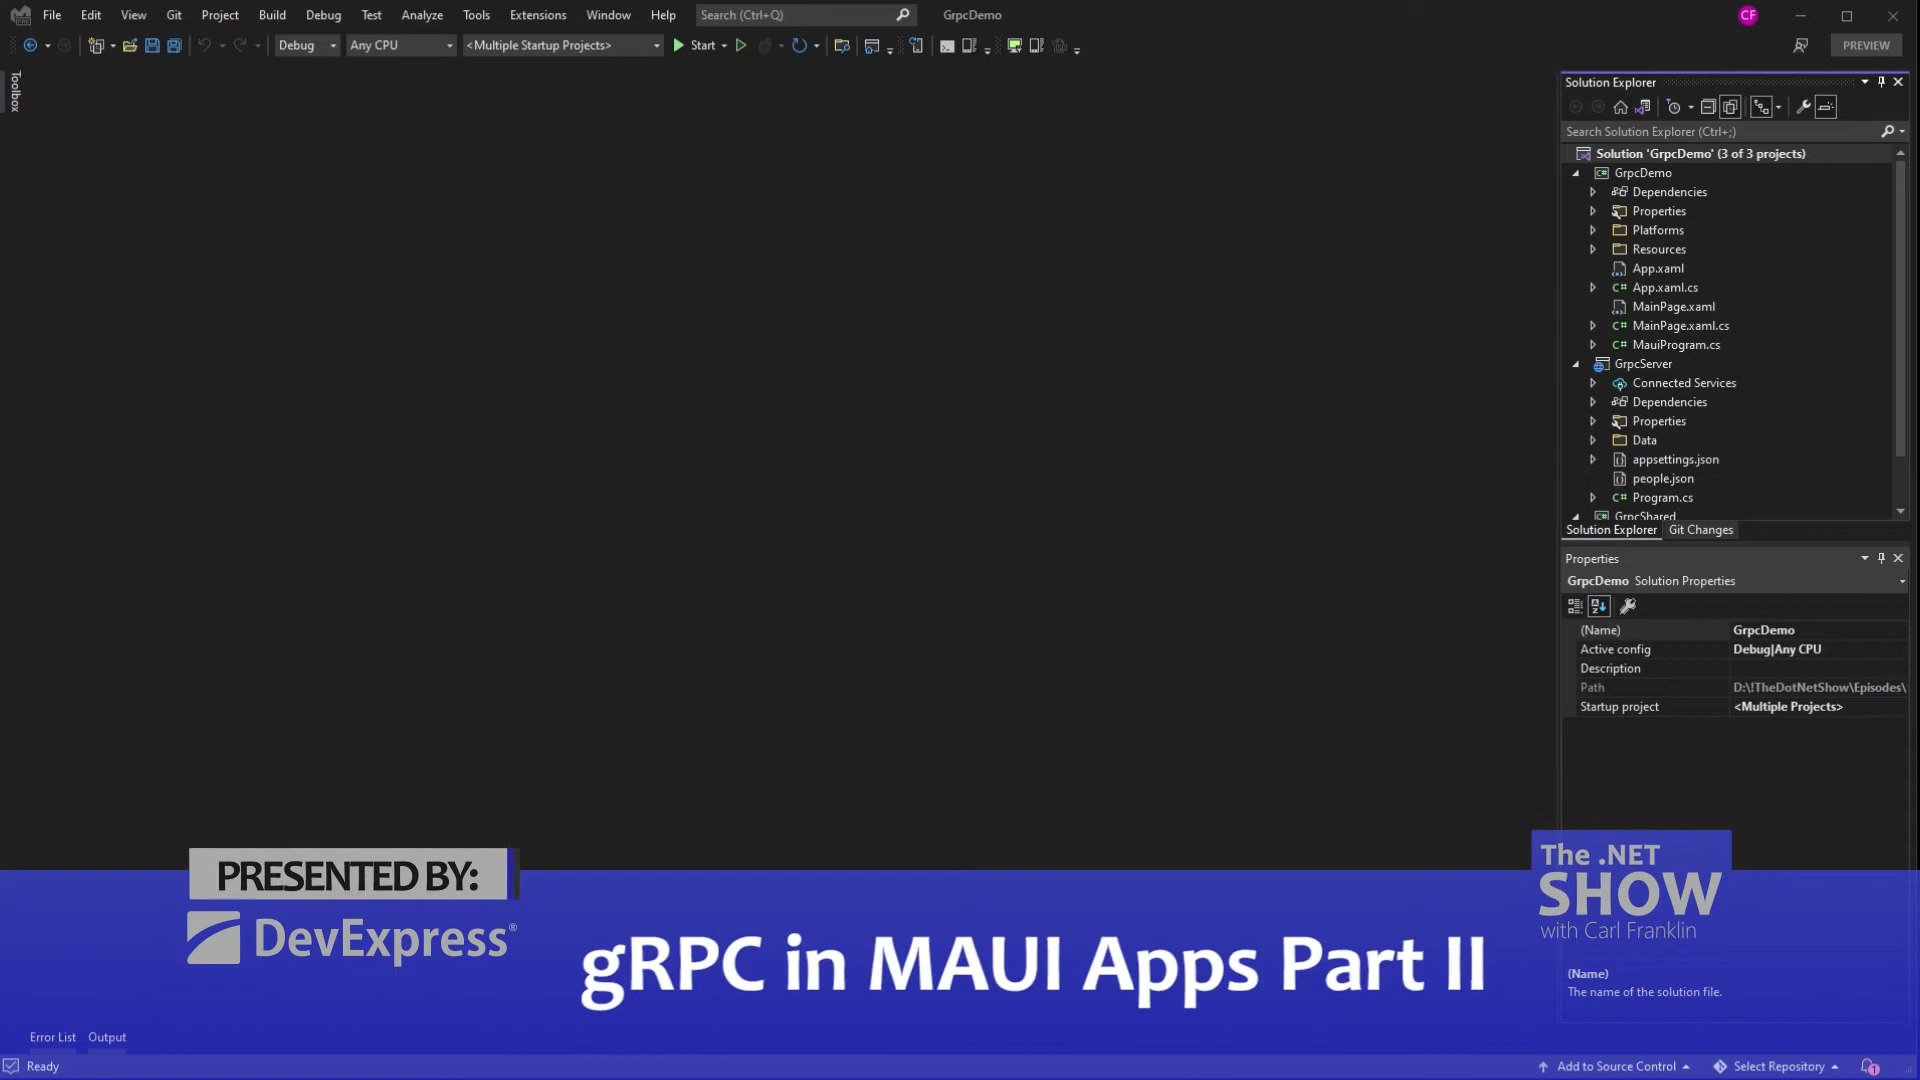 File Edit View Git Project Build Debug Test Analyze Tools Extensions Window Help Search (Ctrl+Q) GrpcDemo CF
Debug Any CPU <Multiple Startup Projects> Start PREVIEW
Toolbox
Solution Explorer
Search Solution Explorer (Ctrl+;)
Solution 'GrpcDemo' (3 of 3 projects)
GrpcDemo
Dependencies
Properties
Platforms
Resources
App.xaml
App.xaml.cs
MainPage.xaml
MainPage.xaml.cs
MauiProgram.cs
GrpcServer
Connected Services
Dependencies
Properties
Data
appsettings.json
people.json
Program.cs
GrpcShared
Solution Explorer Git Changes
Properties
GrpcDemo Solution Properties
(Name) GrpcDemo
Active config Debug|Any CPU
Description
Path D:\!TheDotNetShow\Episodes\
Startup project <Multiple Projects>
PRESENTED BY:
DevExpress®
gRPC in MAUI Apps Part II
The .NET
SHOW
with Carl Franklin
(Name)
The name of the solution file.
Error List Output
Ready Add to Source Control Select Repository 1